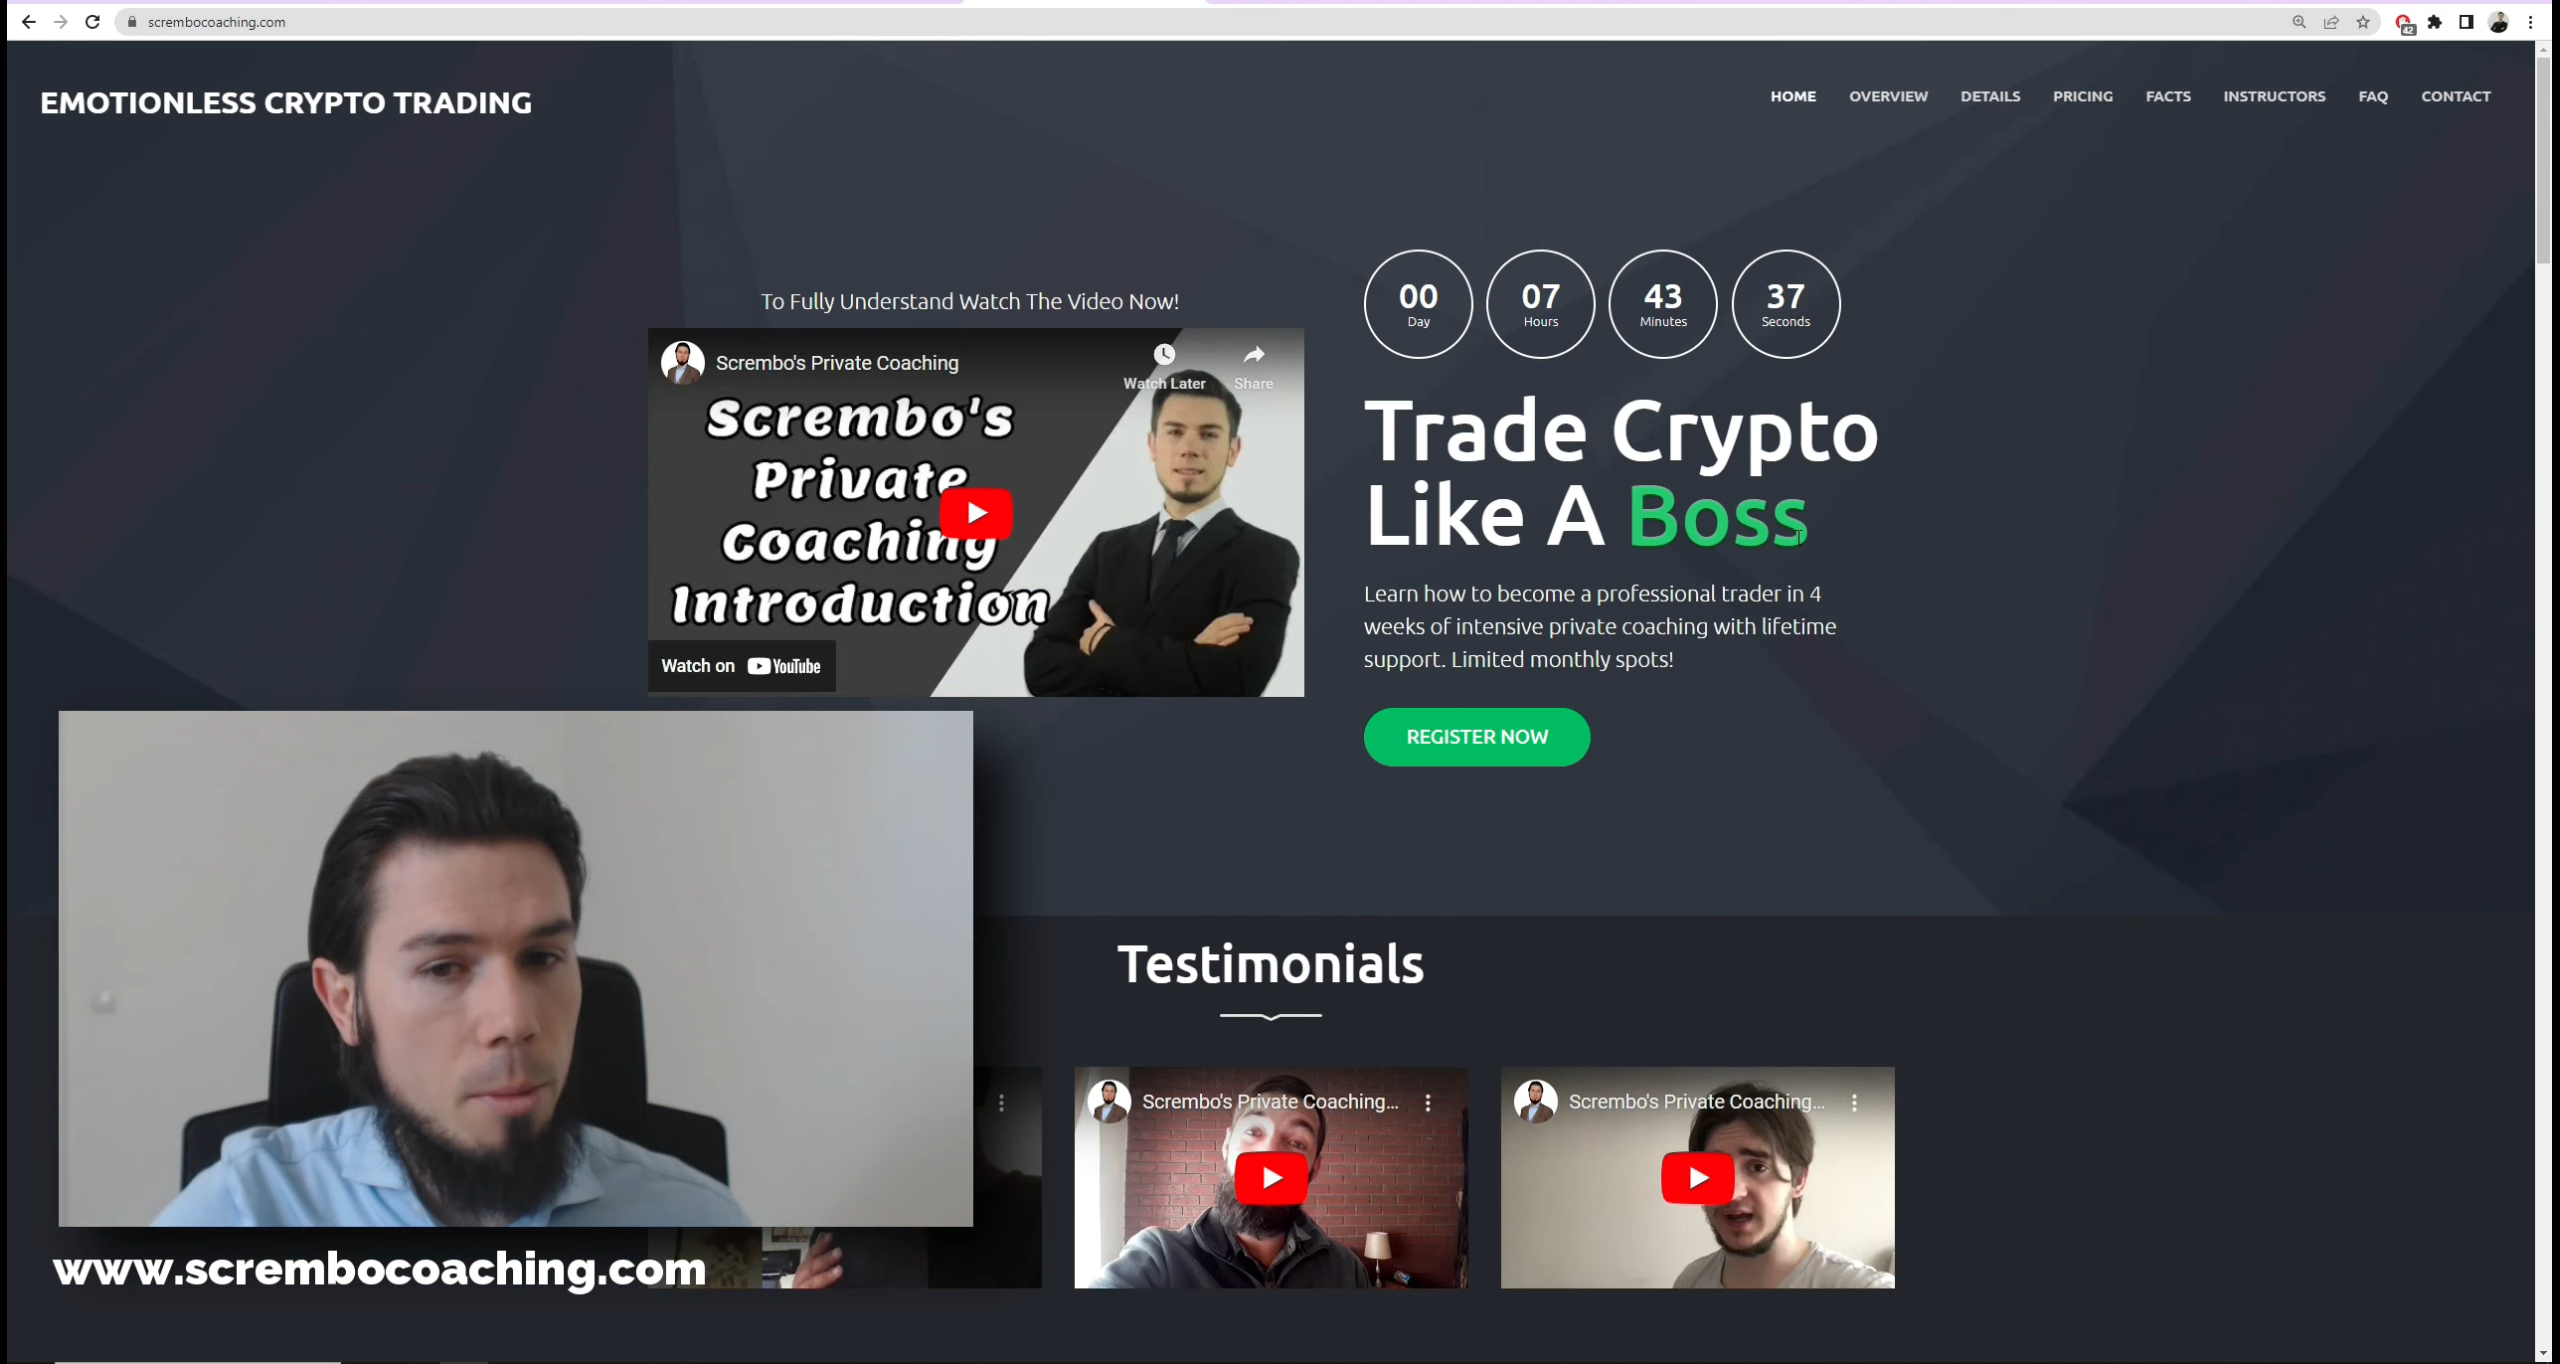 scrembocoaching.com
42
EMOTIONLESS CRYPTO TRADING
HOME OVERVIEW DETAILS PRICING FACTS INSTRUCTORS FAQ CONTACT
To Fully Understand Watch The Video Now!
Scrembo's Private Coaching
Watch Later
Share
Scrembo's
Private
Coaching
Introduction
Watch on YouTube
00 07 43 37
Day Hours Minutes Seconds
Trade Crypto
Like A Boss
Learn how to become a professional trader in 4
weeks of intensive private coaching with lifetime
support. Limited monthly spots!
REGISTER NOW
Testimonials
Scrembo's Private Coaching...
Scrembo's Private Coaching...
www.scrembocoaching.com